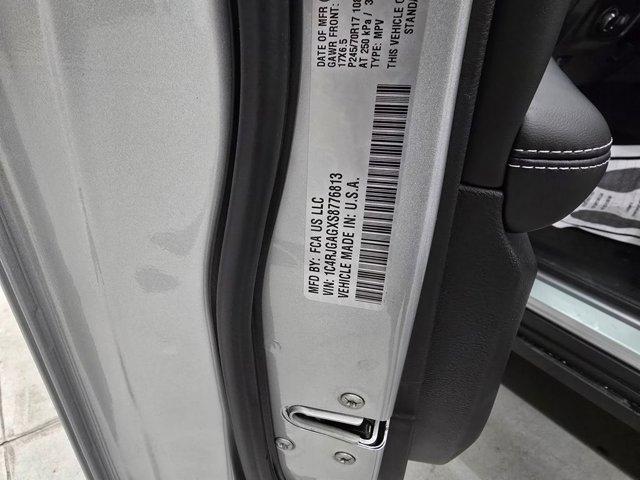 MFD BY: FCA US LLC
VIN: 1C4RJGAGXS8776813
VEHICLE MADE IN: U.S.A.
DATE OF MFR
GAWR FRONT:
17X6.5
P245/70R17
AT 250 kPa /
TYPE: MPV
THIS VEHICLE